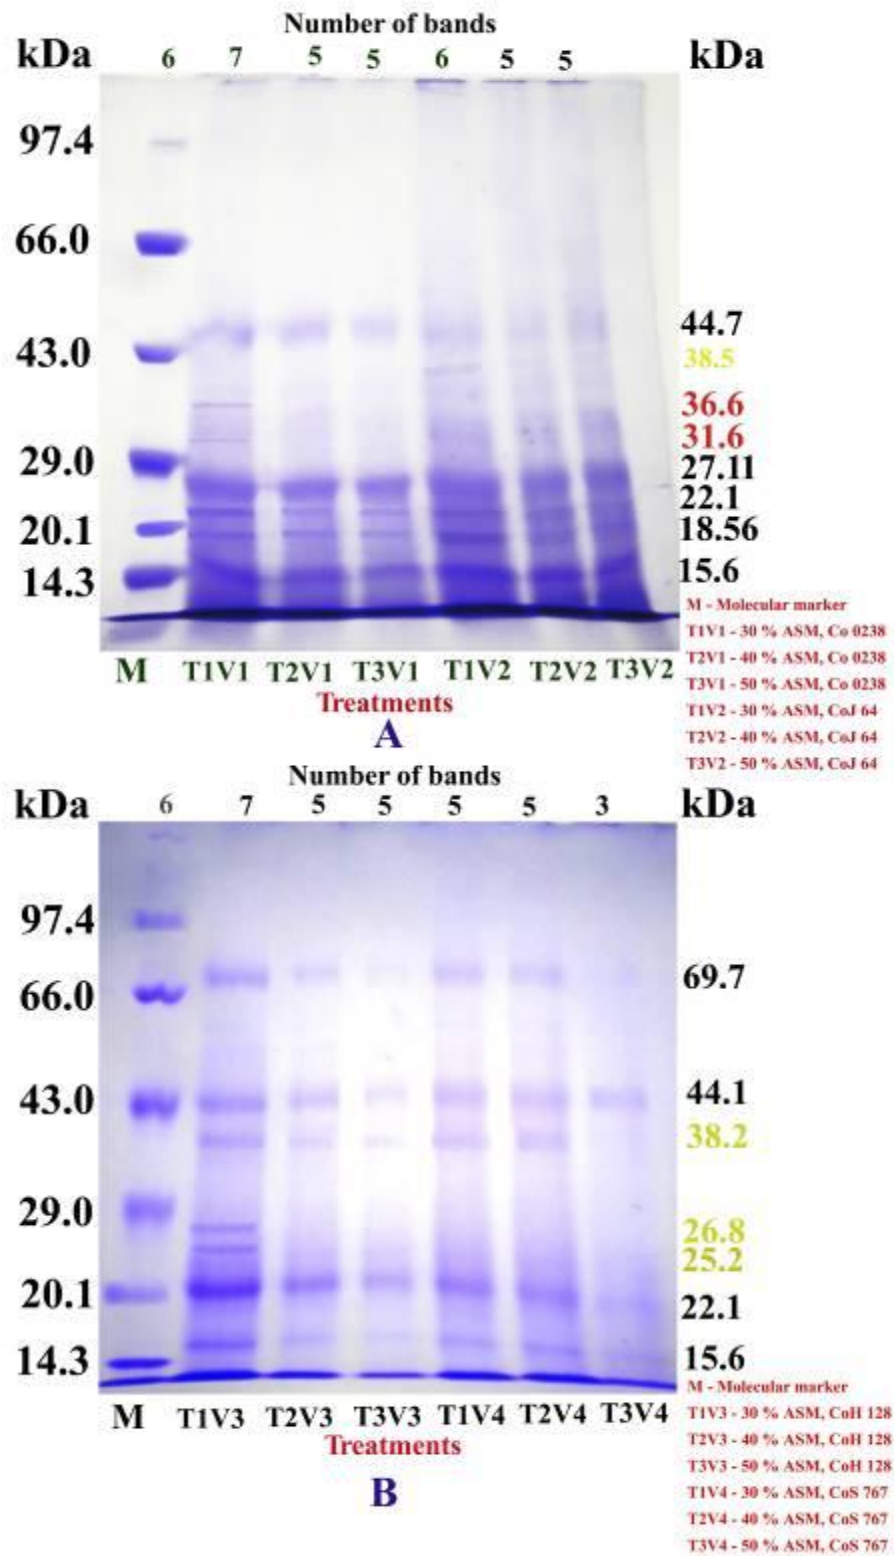 Number of bands
kDa 6 7 5 5 6 5 5 kDa
97.4
66.0
44.7
43.0
38.5
36.6
31.6
29.0
27.11
22.1
20.1
18.56
14.3
15.6
M - Molecular marker
T1V1 - 30 % ASM, Co 0238
T2V1 - 40 % ASM, Co 0238
T3V1 - 50 % ASM, Co 0238
T1V2 - 30 % ASM, CoJ 64
T2V2 - 40 % ASM, CoJ 64
T3V2 - 50 % ASM, CoJ 64
M T1V1 T2V1 T3V1 T1V2 T2V2 T3V2
Treatments
A
Number of bands
kDa 6 7 5 5 5 5 3 kDa
97.4
69.7
66.0
43.0
44.1
38.2
29.0
26.8
25.2
20.1
22.1
14.3
15.6
M - Molecular marker
T1V3 - 30 % ASM, CoH 128
T2V3 - 40 % ASM, CoH 128
T3V3 - 50 % ASM, CoH 128
T1V4 - 30 % ASM, CoS 767
T2V4 - 40 % ASM, CoS 767
T3V4 - 50 % ASM, CoS 767
M T1V3 T2V3 T3V3 T1V4 T2V4 T3V4
Treatments
B